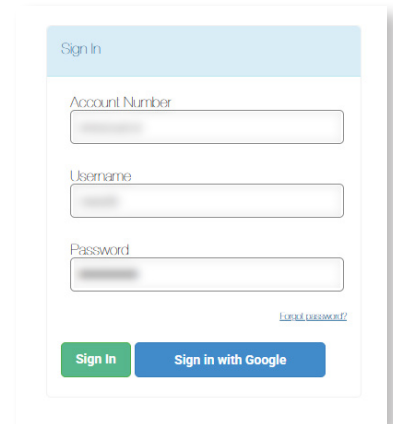 Sign In
Account Number
Username
Password
Forgot password?
Sign In Sign in with Google